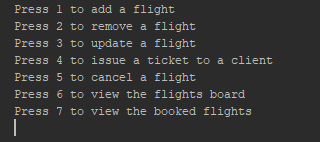 Press 1 to add a flight
Press 2 to remove a flight
Press 3 to update a flight
Press 4 to issue a ticket to a client
Press 5 to cancel a flight
Press 6 to view the flights board
Press 7 to view the booked flights